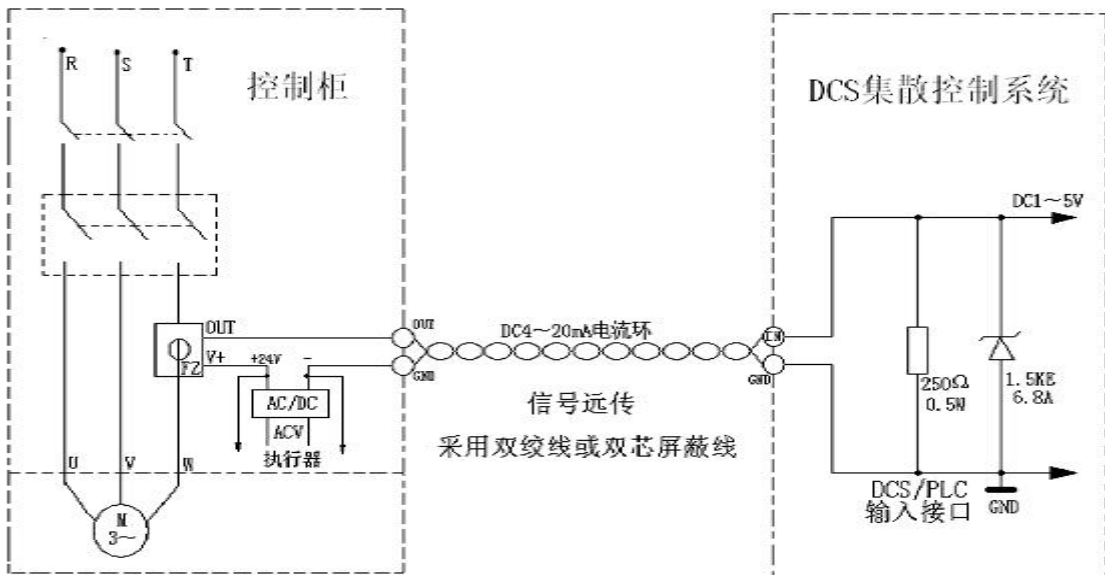 R S T
控制柜
DCS集散控制系统
DC1～5V
OUT
V+
FZ
+24V -
AC/DC
ACV
执行器
OUT
GND
DC4～20mA电流环
信号远传
采用双绞线或双芯屏蔽线
IN
GND
250Ω
0.5W
1.5KE
6.8A
U V W
M
3～
DCS/PLC
输入接口
GND